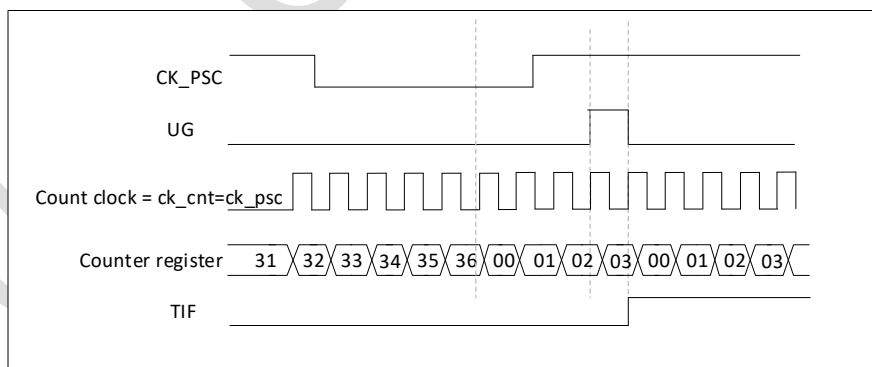 CK_PSC
UG
Count clock = ck_cnt=ck_psc
Counter register 31 32 33 34 35 36 00 01 02 03 00 01 02 03
TIF